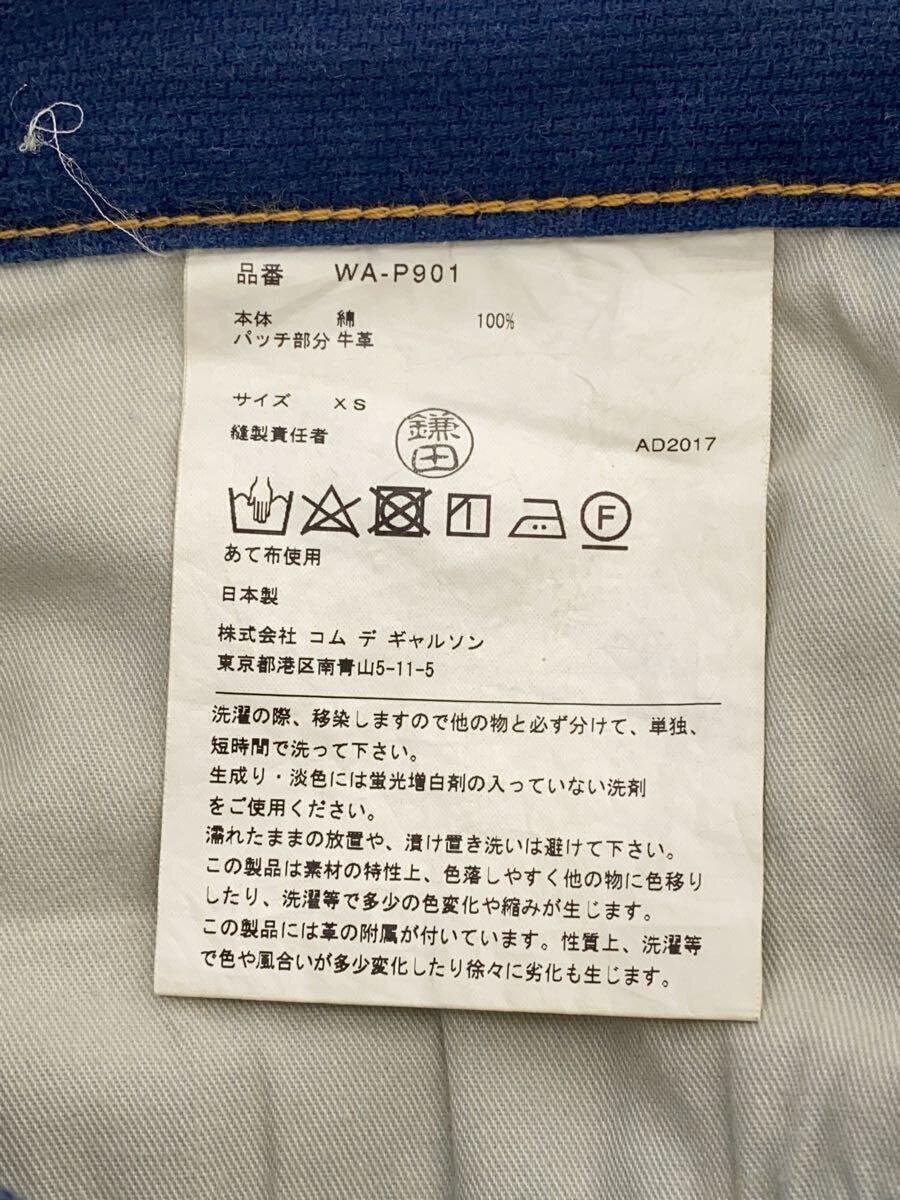 品番 WA-P901
本体 綿 100%
パッチ部分 牛革
サイズ XS
縫製責任者 鎌田 AD2017
F
あて布使用
日本製
株式会社 コム デ ギャルソン
東京都港区南青山5-11-5
洗濯の際、移染しますので他の物と必ず分けて、単独、
短時間で洗って下さい。
生成り・淡色には蛍光増白剤の入っていない洗剤
をご使用ください。
濡れたままの放置や、漬け置き洗いは避けて下さい。
この製品は素材の特性上、色落しやすく他の物に色移り
したり、洗濯等で多少の色変化や縮みが生じます。
この製品には革の附属が付いています。性質上、洗濯等
で色や風合いが多少変化したり徐々に劣化も生じます。